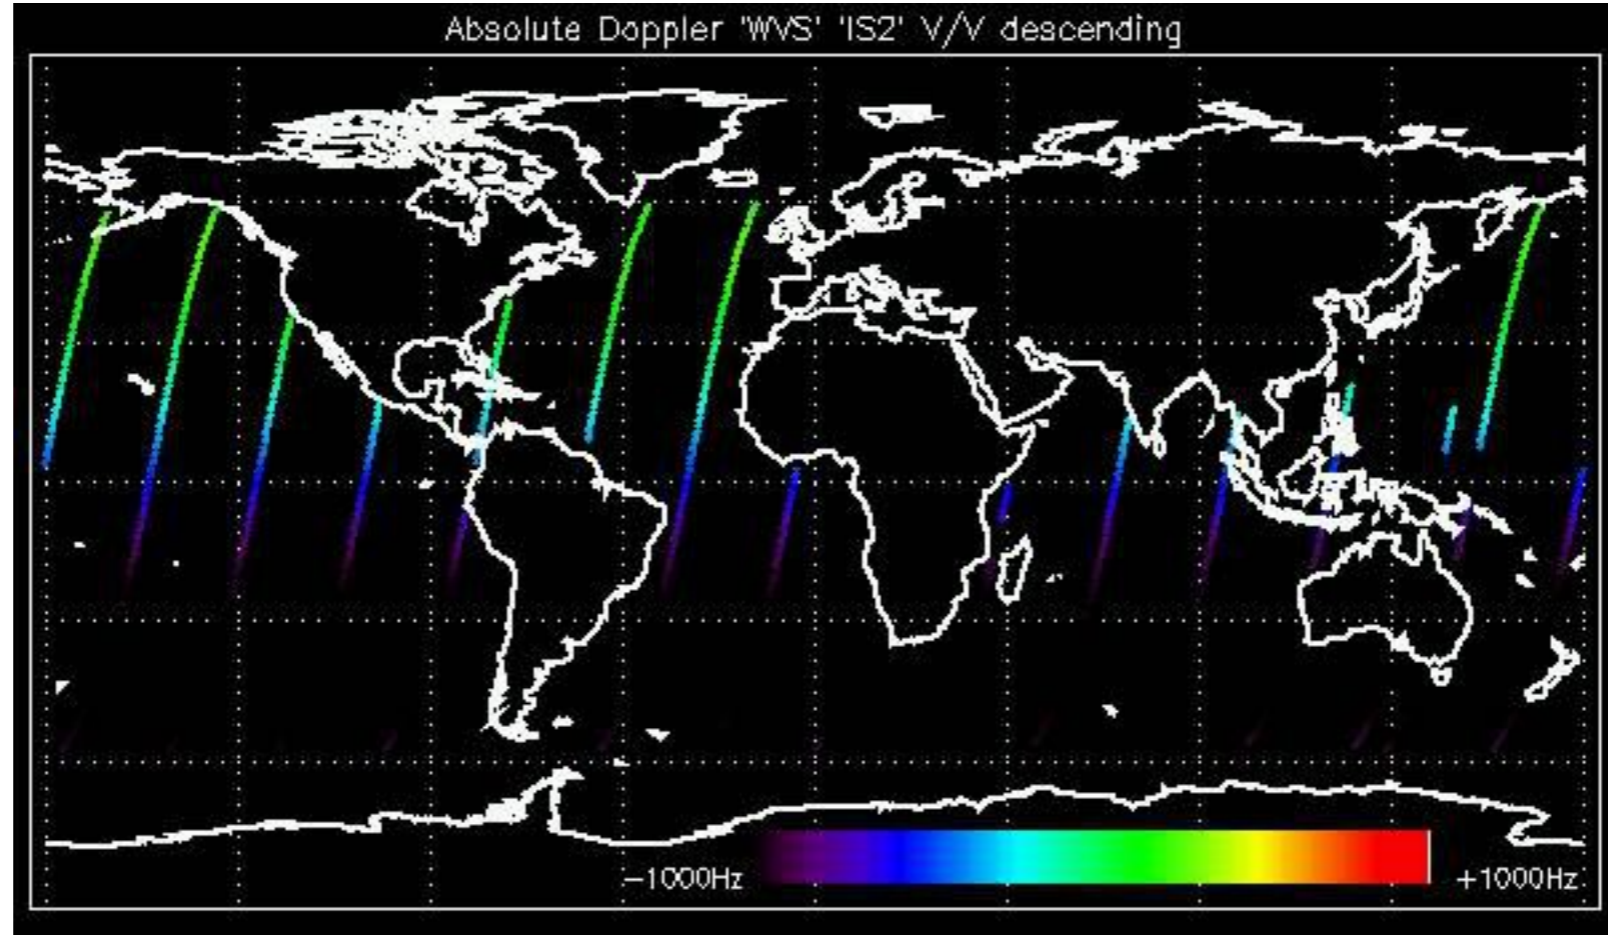 Absolute Doppler 'WVS' 'IS2' V/V descending
−1000Hz
+1000Hz